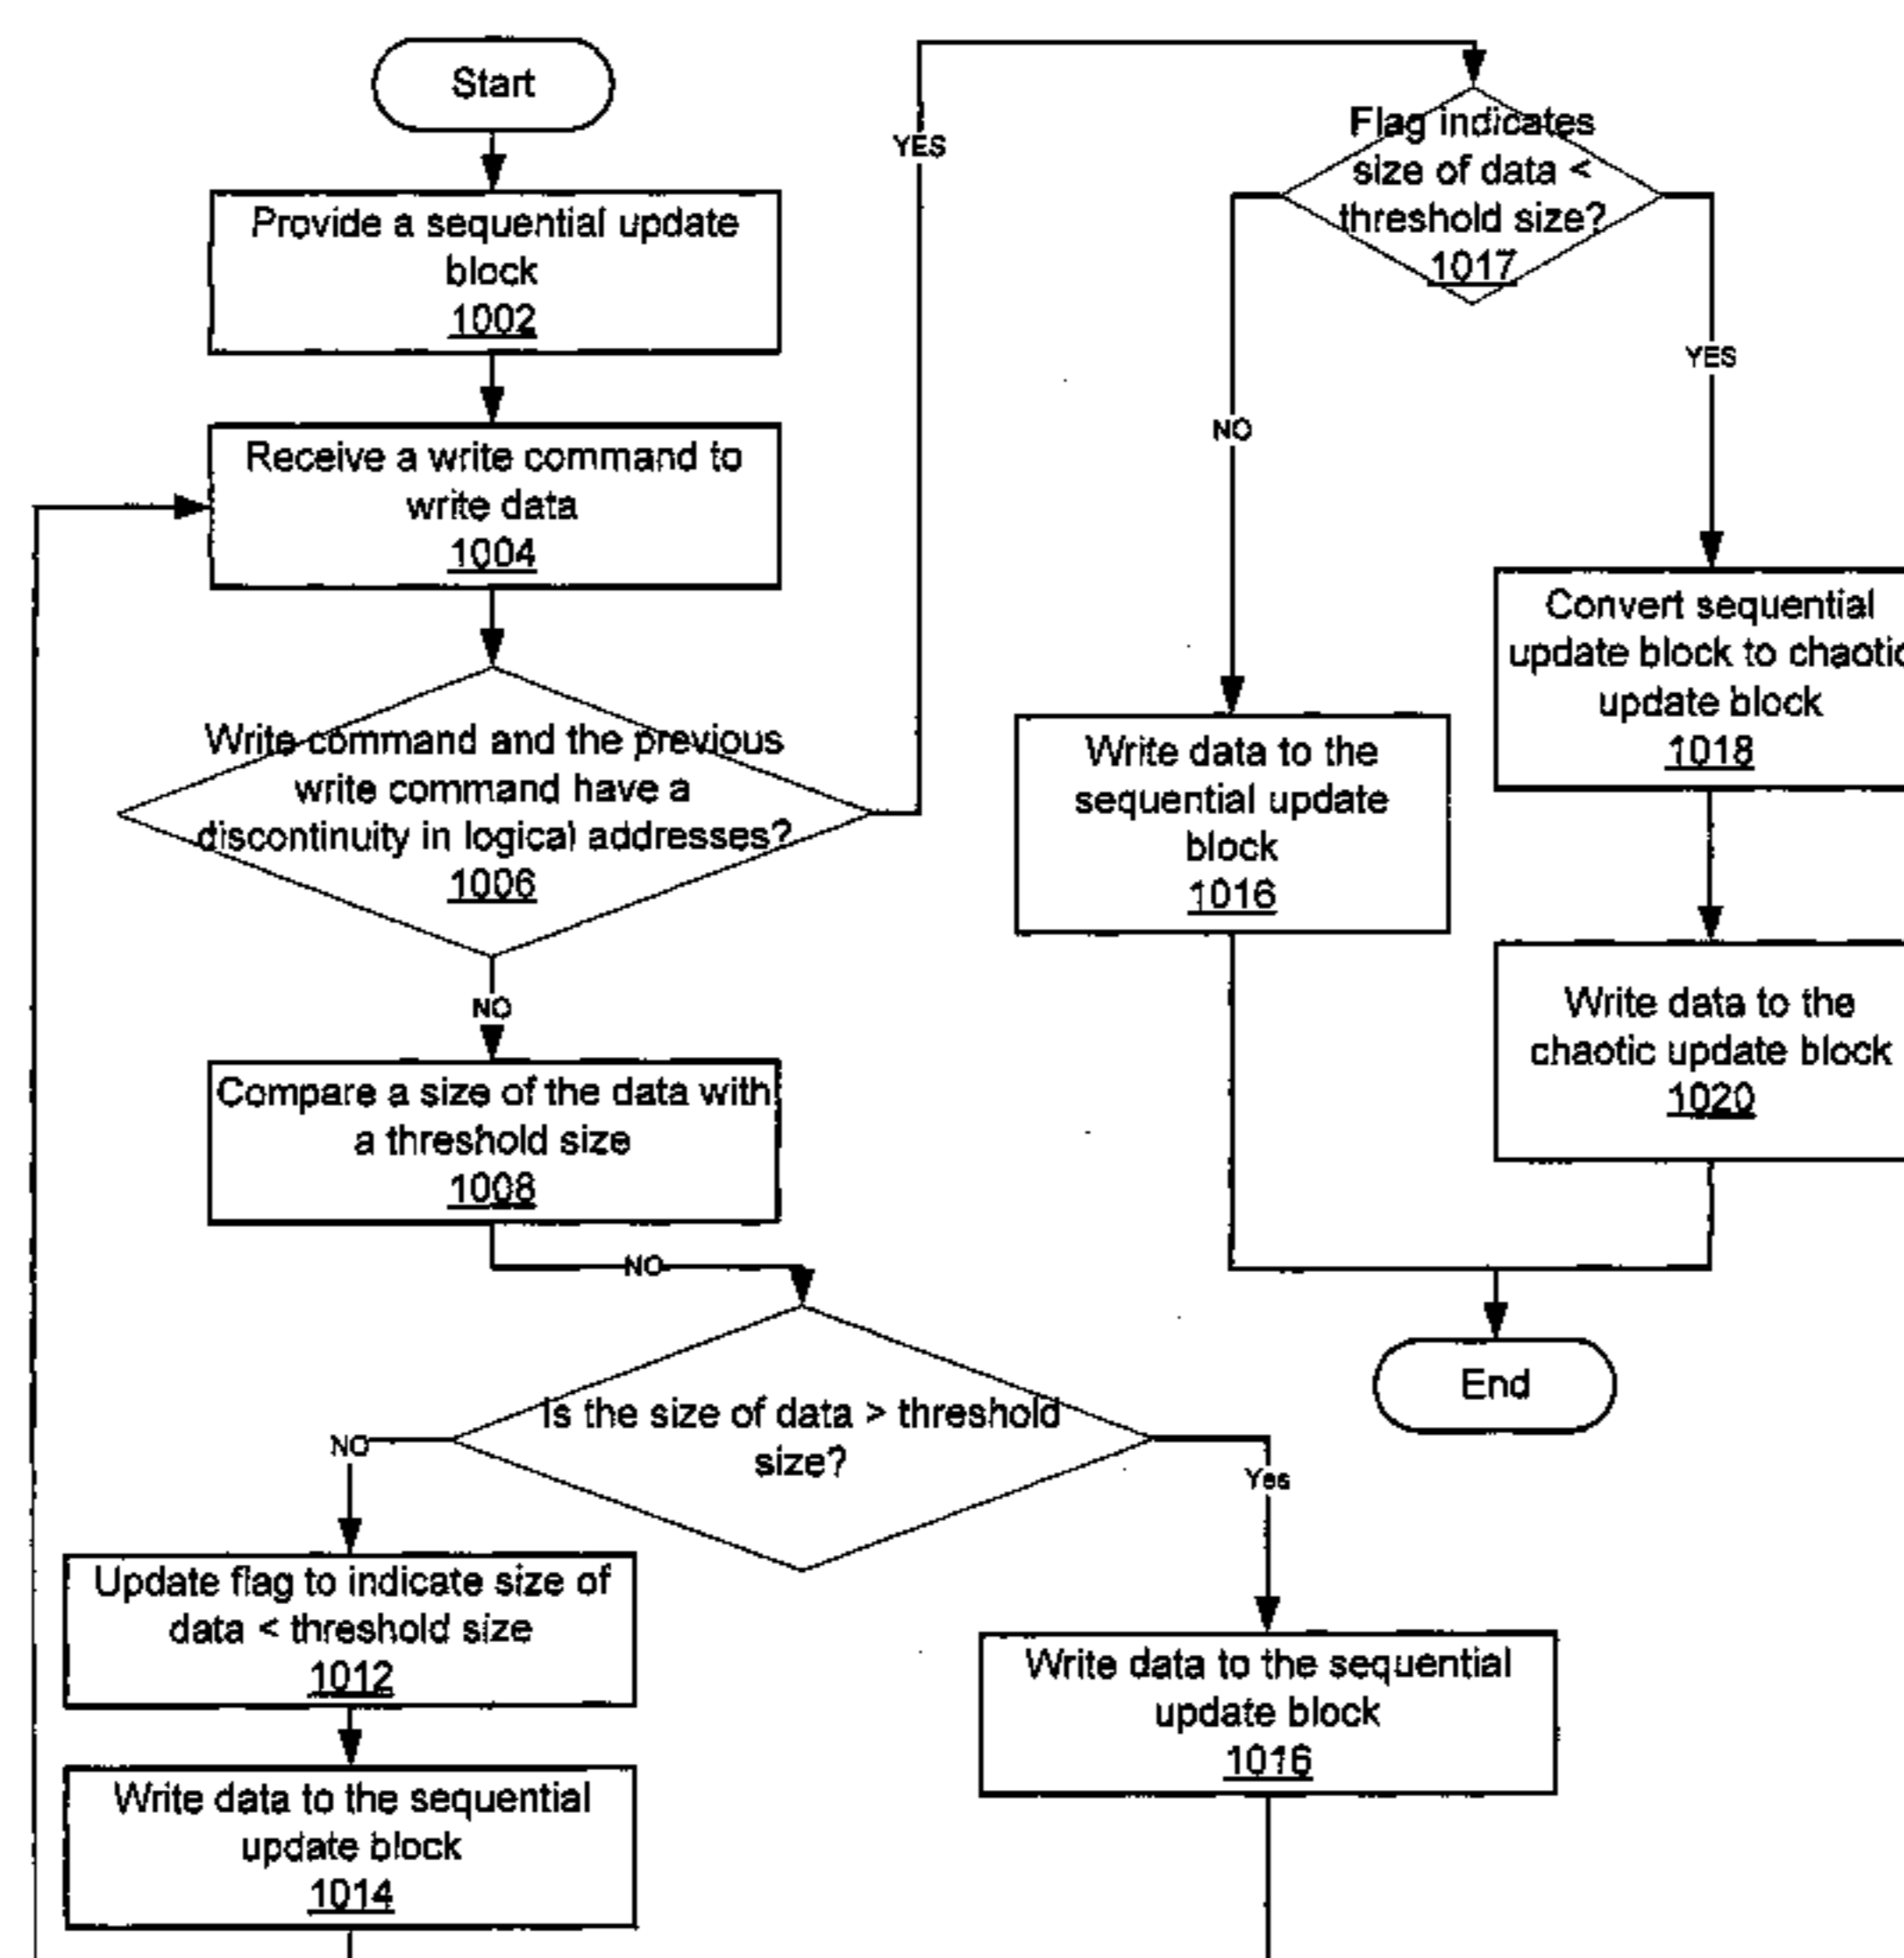 Start
Provide a sequential update
block
1002
Receive a write command to
write data
1004
Write command and the previous
write command have a
discontinuity in logical addresses?
1006
NO
Compare a size of the data with
a threshold size
1008
NO
Is the size of data > threshold
size?
NO
Yes
Update flag to indicate size of
data < threshold size
1012
Write data to the sequential
update block
1014
Write data to the sequential
update block
1016
YES
Flag indicates
size of data <
threshold size?
1017
NO
YES
Write data to the
sequential update
block
1016
Convert sequential
update block to chaotic
update block
1018
Write data to the
chaotic update block
1020
End